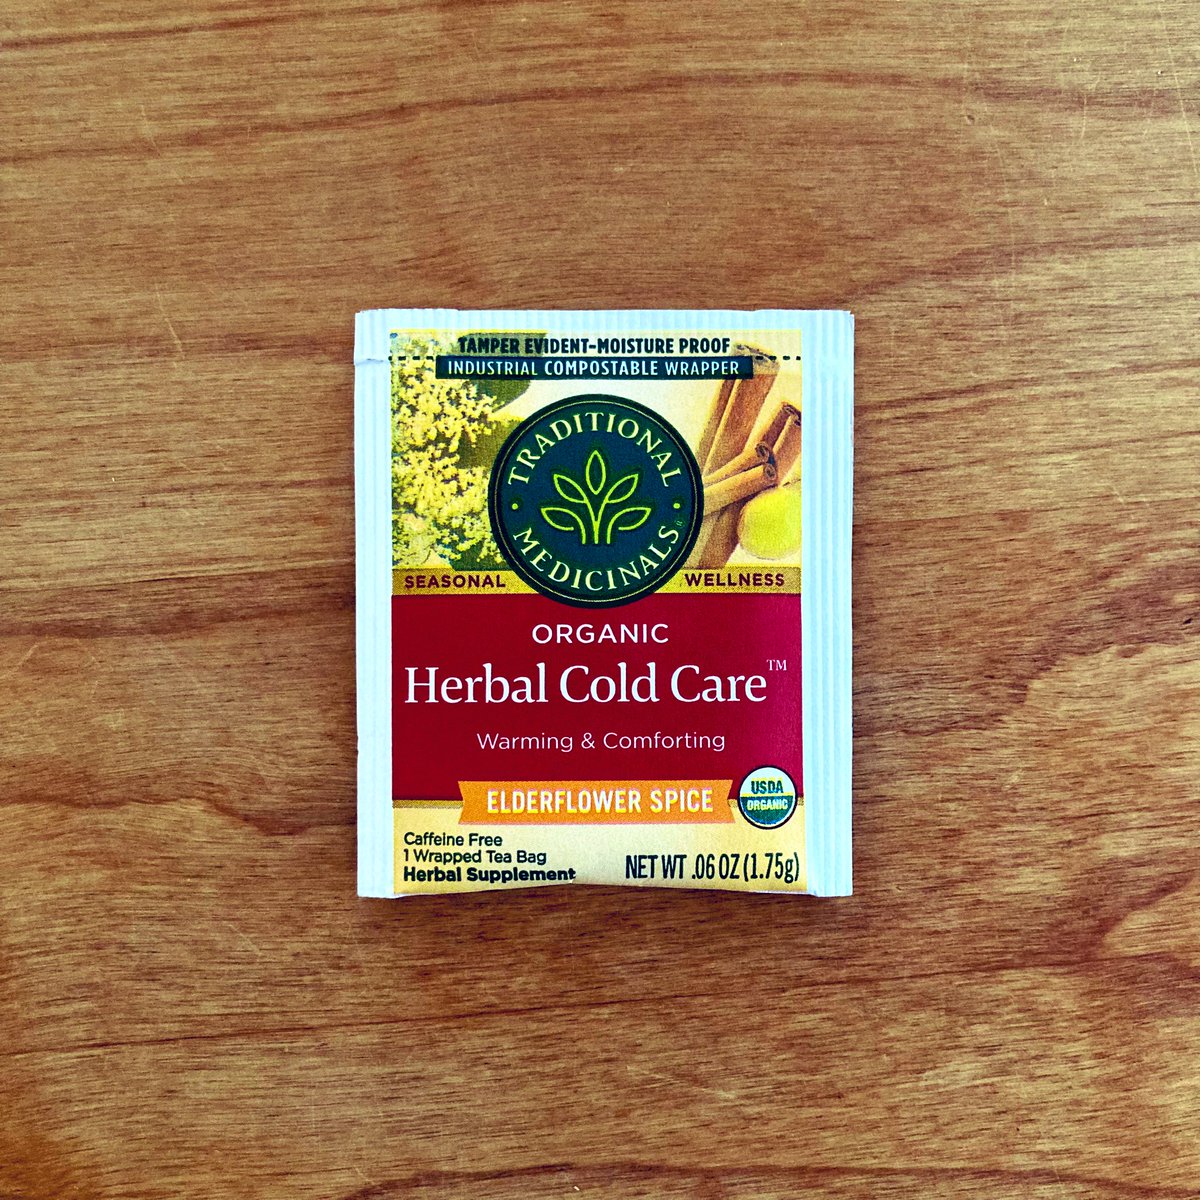 TAMPER EVIDENT-MOISTURE PROOF
INDUSTRIAL COMPOSTABLE WRAPPER
TRADITIONAL
MEDICINALS®
SEASONAL WELLNESS
ORGANIC
Herbal Cold Care™
Warming & Comforting
ELDERFLOWER SPICE
USDA
ORGANIC
Caffeine Free
1 Wrapped Tea Bag
Herbal Supplement
NET WT .06 OZ (1.75g)